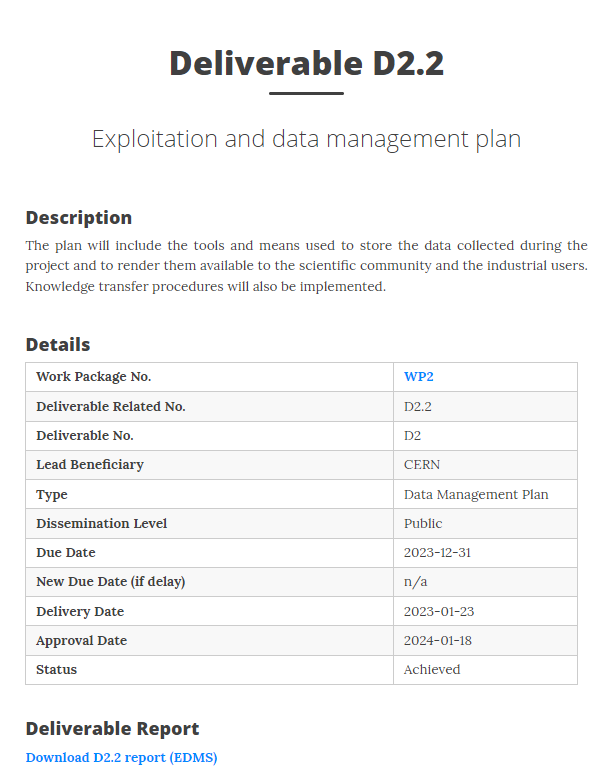 Deliverable D2.2
Exploitation and data management plan
Description
The plan will include the tools and means used to store the data collected during the
project and to render them available to the scientific community and the industrial users.
Knowledge transfer procedures will also be implemented.
Details
Work Package No. WP2
Deliverable Related No. D2.2
Deliverable No. D2
Lead Beneficiary CERN
Type Data Management Plan
Dissemination Level Public
Due Date 2023-12-31
New Due Date (if delay) n/a
Delivery Date 2023-01-23
Approval Date 2024-01-18
Status Achieved
Deliverable Report
Download D2.2 report (EDMS)